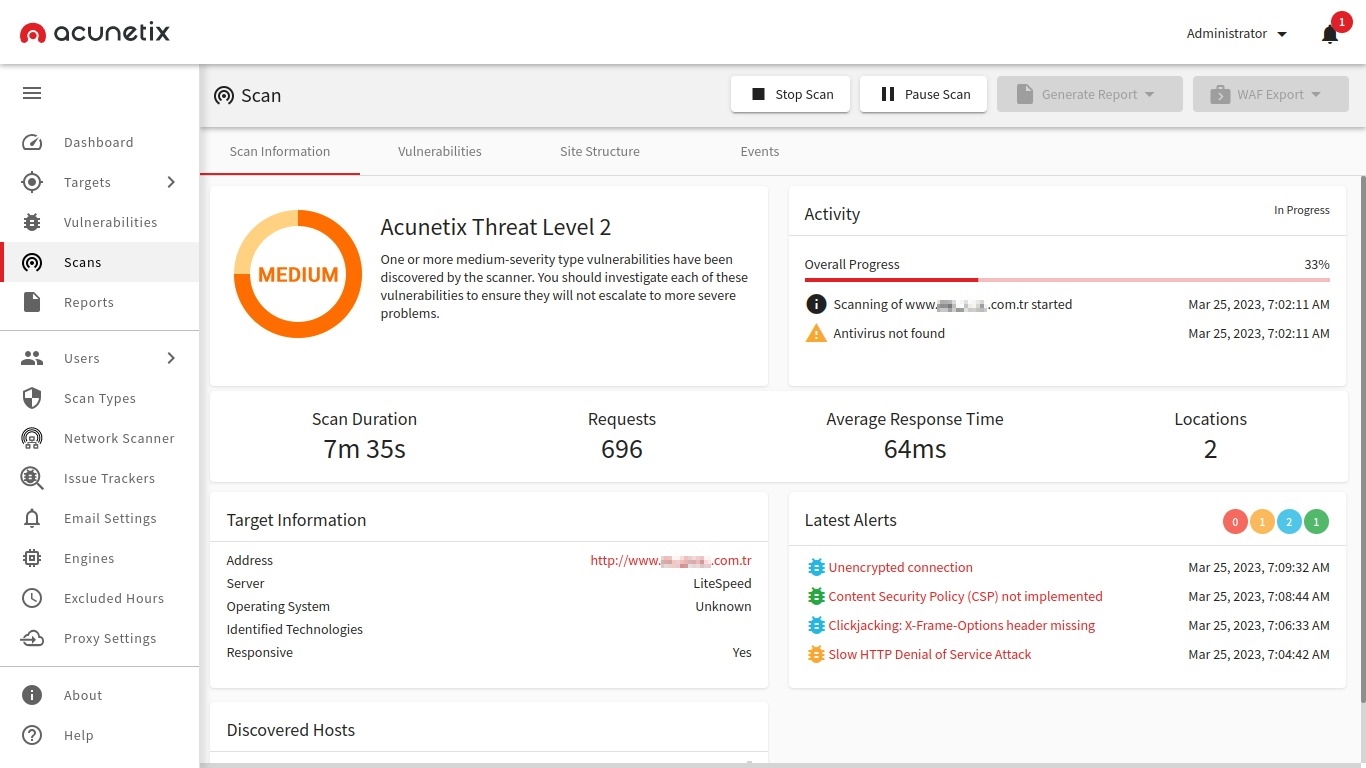 acunetix
Administrator
1
Scan
Stop Scan
Pause Scan
Generate Report
WAF Export
Dashboard
Targets
Vulnerabilities
Scans
Reports
Users
Scan Types
Network Scanner
Issue Trackers
Email Settings
Engines
Excluded Hours
Proxy Settings
About
Help
Scan Information
Vulnerabilities
Site Structure
Events
MEDIUM
Acunetix Threat Level 2
One or more medium-severity type vulnerabilities have been
discovered by the scanner. You should investigate each of these
vulnerabilities to ensure they will not escalate to more severe
problems.
Activity
In Progress
Overall Progress 33%
Scanning of www. .com.tr started Mar 25, 2023, 7:02:11 AM
Antivirus not found Mar 25, 2023, 7:02:11 AM
Scan Duration
7m 35s
Requests
696
Average Response Time
64ms
Locations
2
Target Information
Address http://www. .com.tr
Server LiteSpeed
Operating System Unknown
Identified Technologies
Responsive Yes
Latest Alerts
0 1 2 1
Unencrypted connection Mar 25, 2023, 7:09:32 AM
Content Security Policy (CSP) not implemented Mar 25, 2023, 7:08:44 AM
Clickjacking: X-Frame-Options header missing Mar 25, 2023, 7:06:33 AM
Slow HTTP Denial of Service Attack Mar 25, 2023, 7:04:42 AM
Discovered Hosts